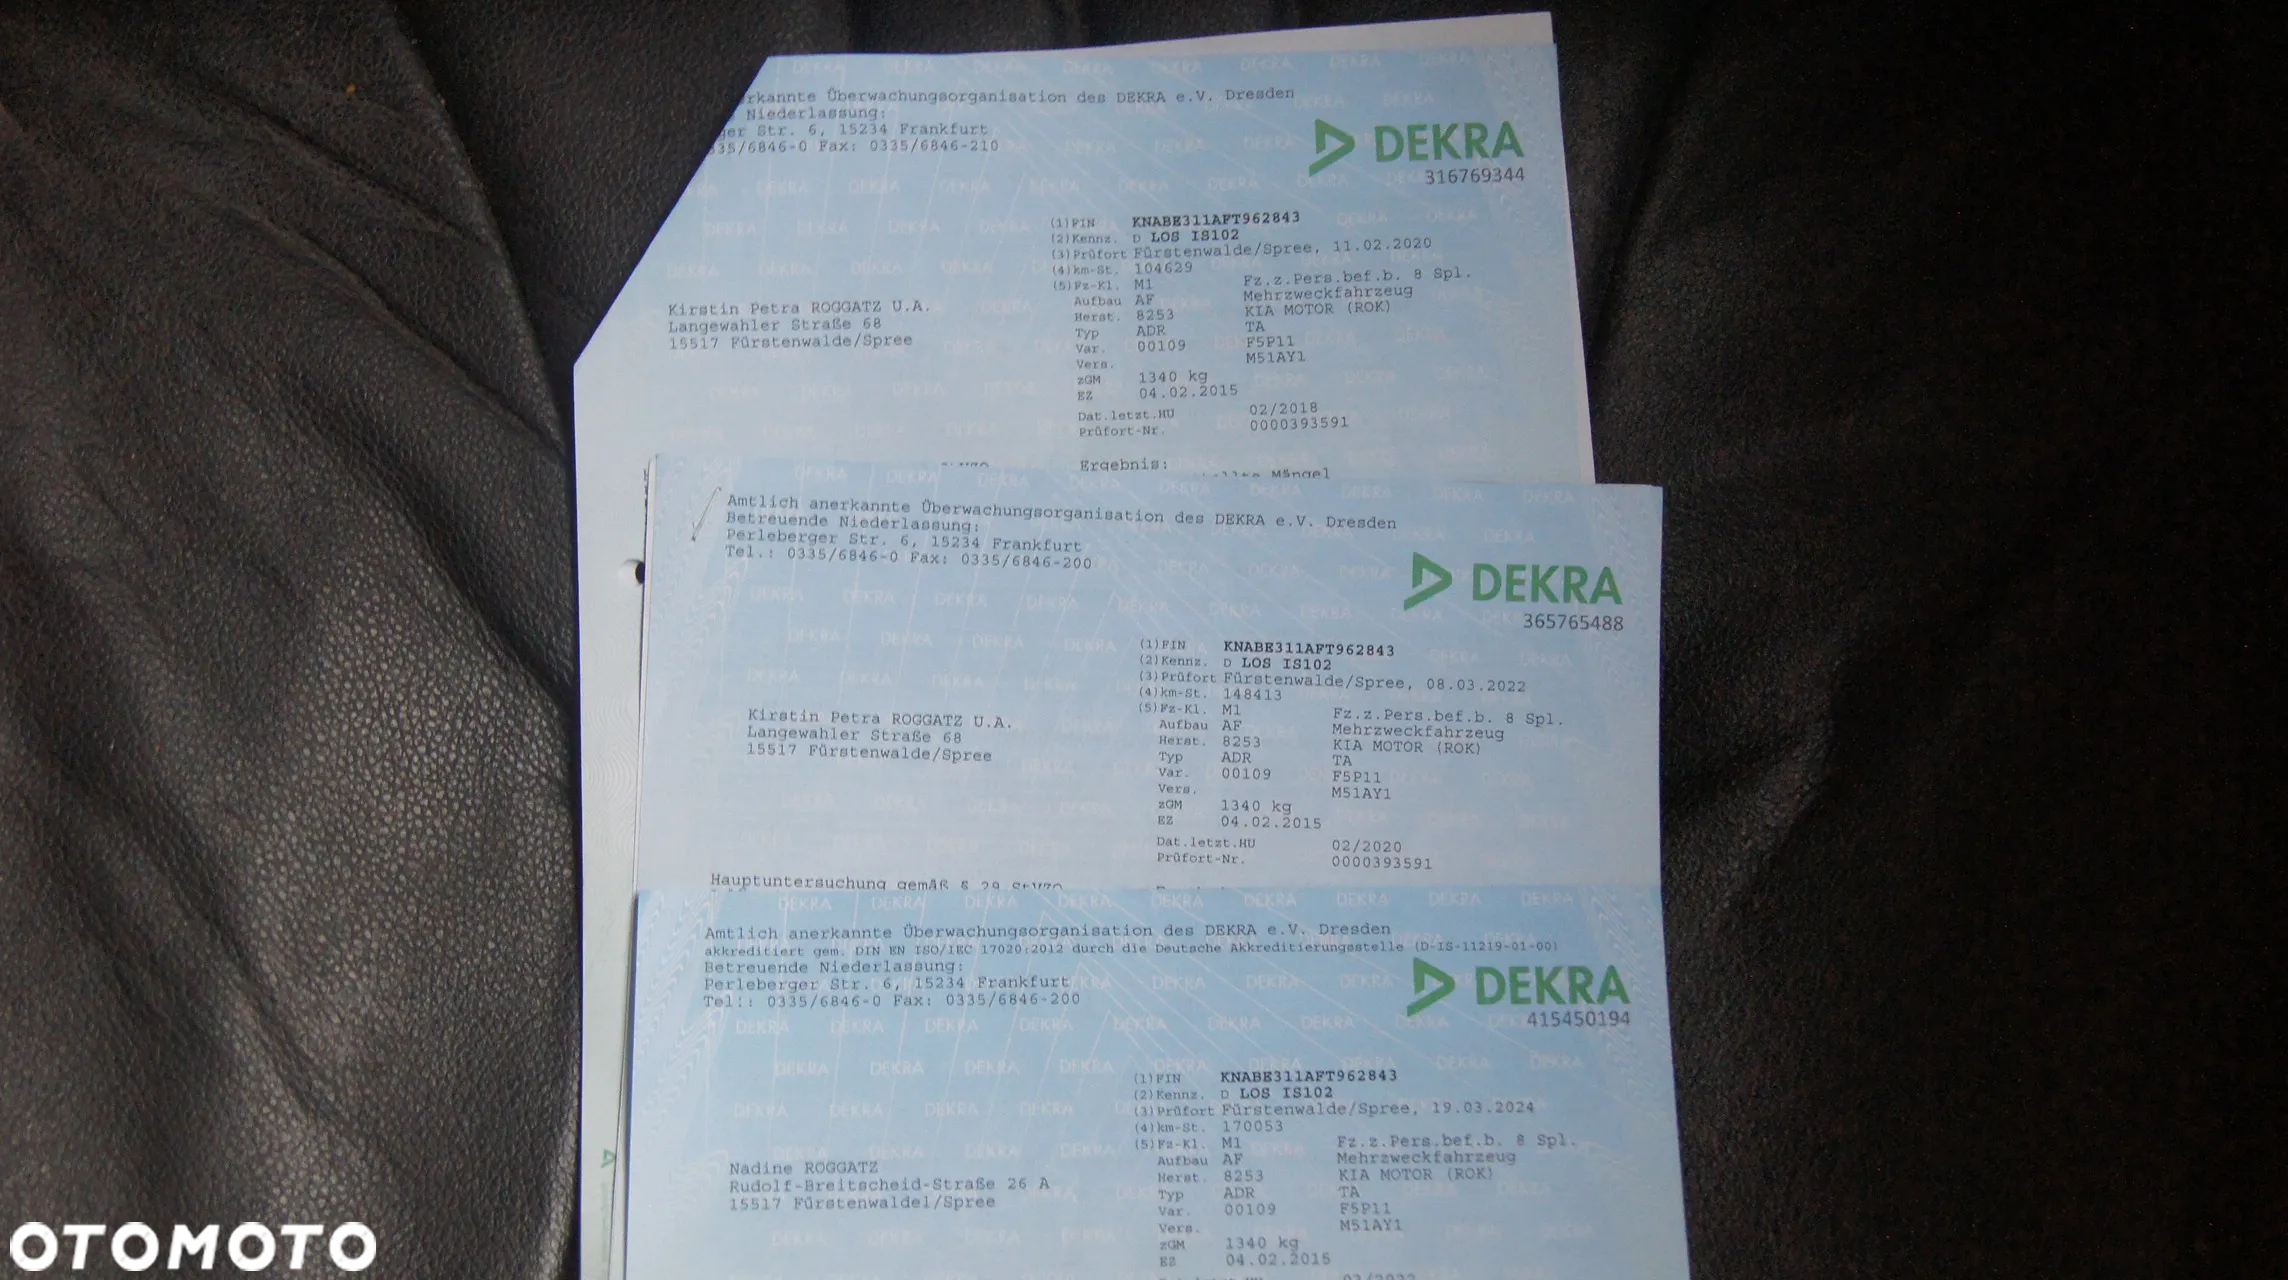 rkannte Überwachungsorganisation des DEKRA e.V. Dresden
Niederlassung:
ger Str. 6, 15234 Frankfurt
335/6846-0 Fax: 0335/6846-210
DEKRA
316769344
(1)FIN KNABE311AFT962843
(2)Kennz. D LOS IS102
(3)Prüfort Fürstenwalde/Spree, 11.02.2020
(4)km-St. 104629
(5)Fz-Kl. M1 Fz.z.Pers.bef.b. 8 Spl.
Aufbau AF Mehrzweckfahrzeug
Herst. 8253 KIA MOTOR (ROK)
Typ ADR TA
Var. 00109 F5P11
Vers. M51AY1
zGM 1340 kg
EZ 04.02.2015
Dat.letzt.HU 02/2018
Prüfort-Nr. 0000393591
Kirstin Petra ROGGATZ U.A.
Langewahler Straße 68
15517 Fürstenwalde/Spree
Ergebnis:
Mängel
Amtlich anerkannte Überwachungsorganisation des DEKRA e.V. Dresden
Betreuende Niederlassung:
Perleberger Str. 6, 15234 Frankfurt
Tel.: 0335/6846-0 Fax: 0335/6846-200
DEKRA
365765488
(1)FIN KNABE311AFT962843
(2)Kennz. D LOS IS102
(3)Prüfort Fürstenwalde/Spree, 08.03.2022
(4)km-St. 148413
(5)Fz-Kl. M1 Fz.z.Pers.bef.b. 8 Spl.
Aufbau AF Mehrzweckfahrzeug
Herst. 8253 KIA MOTOR (ROK)
Typ ADR TA
Var. 00109 F5P11
Vers. M51AY1
zGM 1340 kg
EZ 04.02.2015
Dat.letzt.HU 02/2020
Prüfort-Nr. 0000393591
Kirstin Petra ROGGATZ U.A.
Langewahler Straße 68
15517 Fürstenwalde/Spree
Hauptuntersuchung gemäß § 29 StVZO
Amtlich anerkannte Überwachungsorganisation des DEKRA e.V. Dresden
akkreditiert gem. DIN EN ISO/IEC 17020:2012 durch die Deutsche Akkreditierungsstelle (D-IS-11219-01-00)
Betreuende Niederlassung:
Perleberger Str. 6, 15234 Frankfurt
Tel.: 0335/6846-0 Fax: 0335/6846-200
DEKRA
415450194
(1)FIN KNABE311AFT962843
(2)Kennz. D LOS IS102
(3)Prüfort Fürstenwalde/Spree, 19.03.2024
(4)km-St. 170053
(5)Fz-Kl. M1 Fz.z.Pers.bef.b. 8 Spl.
Aufbau AF Mehrzweckfahrzeug
Herst. 8253 KIA MOTOR (ROK)
Typ ADR TA
Var. 00109 F5P11
Vers. M51AY1
zGM 1340 kg
EZ 04.02.2015
Nadine ROGGATZ
Rudolf-Breitscheid-Straße 26 A
15517 Fürstenwaldel/Spree
OTOMOTO